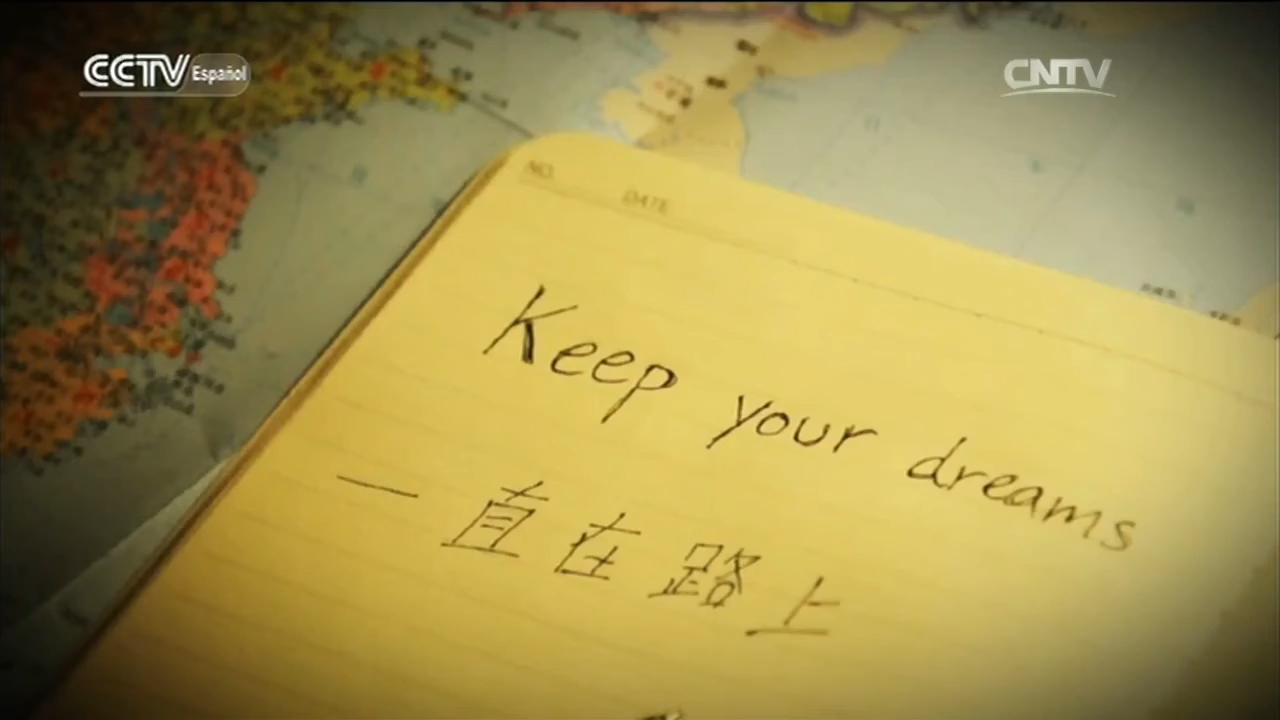 CCTV Español
CNTV
NO.
DATE
Keep your dreams
一直在路上